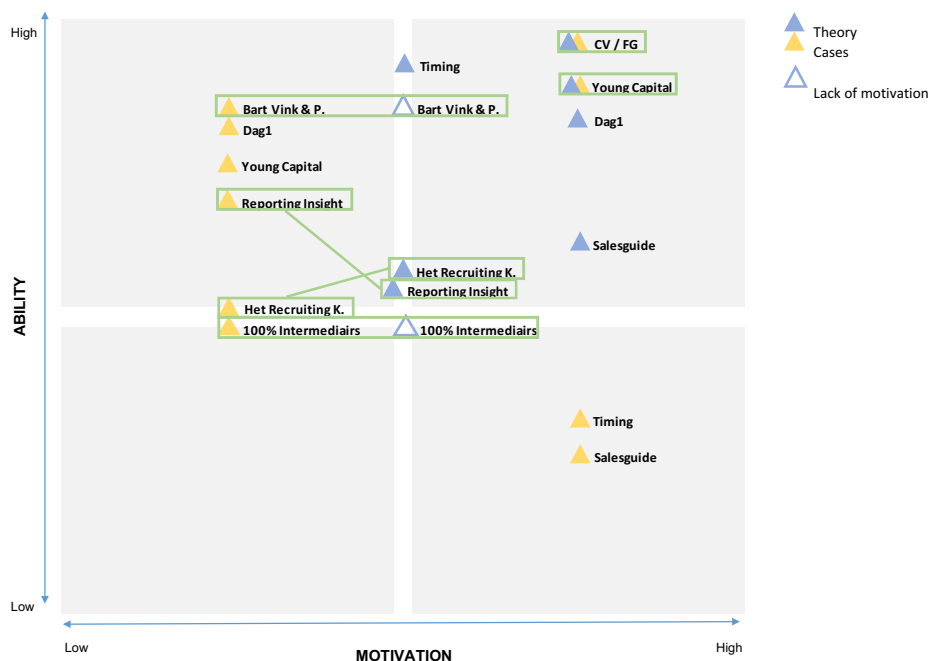 High
CV / FG
Theory
Cases
Timing
Young Capital
Lack of motivation
Bart Vink & P.
Bart Vink & P.
Dag1
Dag1
Young Capital
Reporting Insight
Salesguide
Het Recruiting K.
Reporting Insight
ABILITY
Het Recruiting K.
100% Intermediairs
100% Intermediairs
Timing
Salesguide
Low
Low
High
MOTIVATION